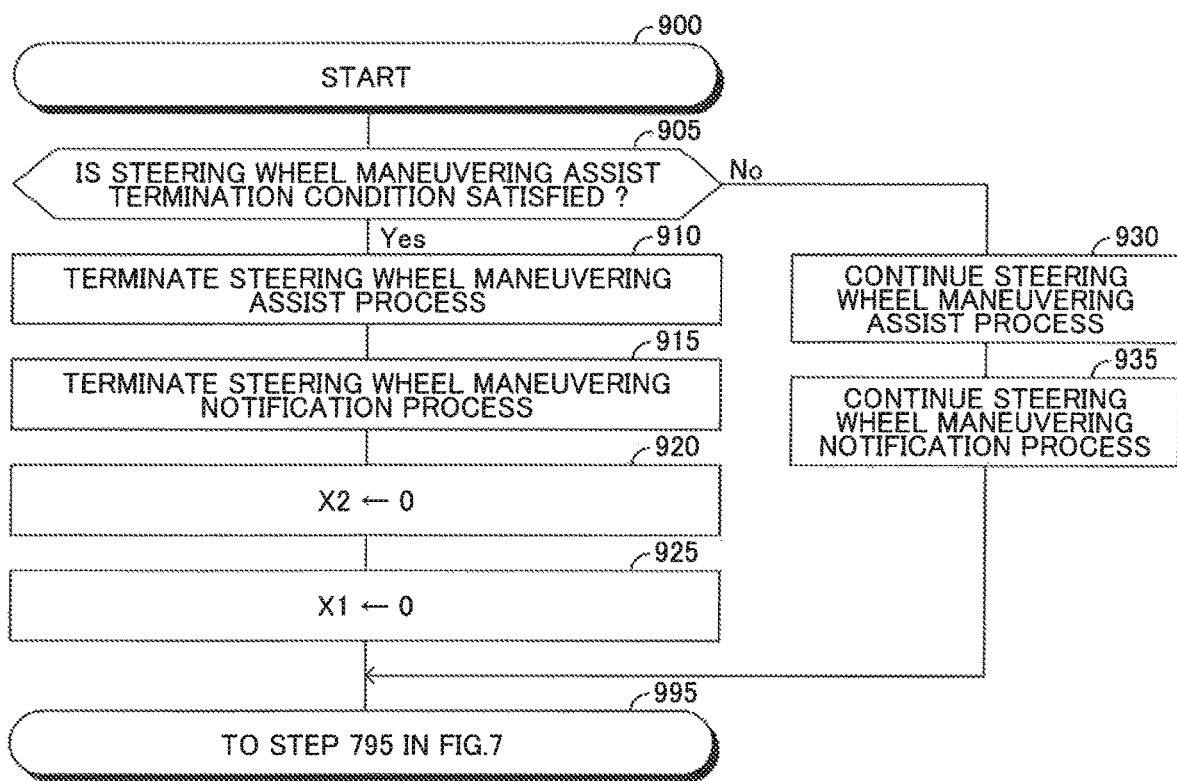 900
START
905
IS STEERING WHEEL MANEUVERING ASSIST
TERMINATION CONDITION SATISFIED ?
No
Yes
910
TERMINATE STEERING WHEEL MANEUVERING
ASSIST PROCESS
915
TERMINATE STEERING WHEEL MANEUVERING
NOTIFICATION PROCESS
920
X2 ← 0
925
X1 ← 0
930
CONTINUE STEERING
WHEEL MANEUVERING
ASSIST PROCESS
935
CONTINUE STEERING
WHEEL MANEUVERING
NOTIFICATION PROCESS
995
TO STEP 795 IN FIG.7